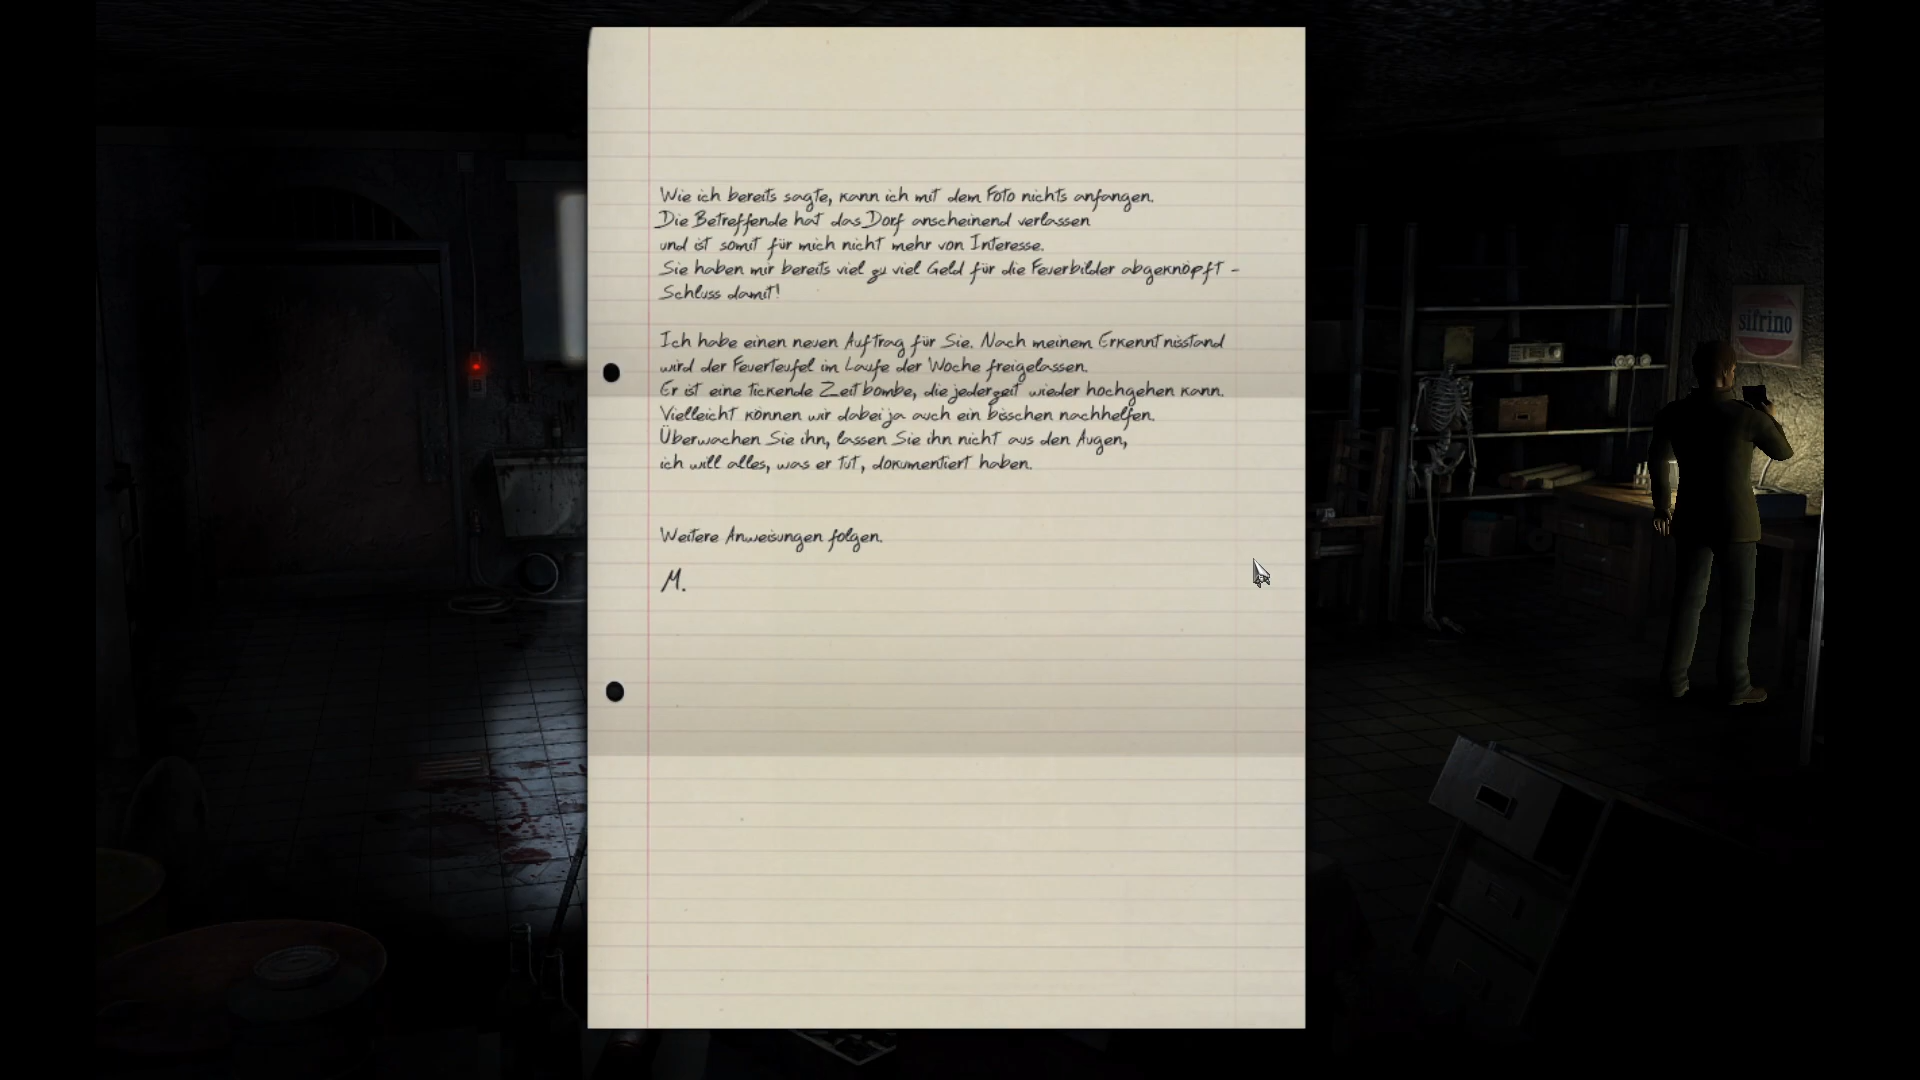 Wie ich bereits sagte, kann ich mit dem Foto nichts anfangen.
Die Betreffende hat das Dorf anscheinend verlassen
und ist somit für mich nicht mehr von Interesse.
Sie haben mir bereits viel zu viel Geld für die Feuerbilder abgeknöpft -
Schluss damit!
Ich habe einen neuen Auftrag für Sie. Nach meinem Erkenntnisstand
wird der Feuerteufel im Laufe der Woche freigelassen.
Er ist eine tickende Zeitbombe, die jederzeit wieder hochgehen kann.
Vielleicht können wir dabei ja auch ein bisschen nachhelfen.
Überwachen Sie ihn, lassen Sie ihn nicht aus den Augen,
ich will alles, was er tut, dokumentiert haben.
Weitere Anweisungen folgen.
M.
sifrino